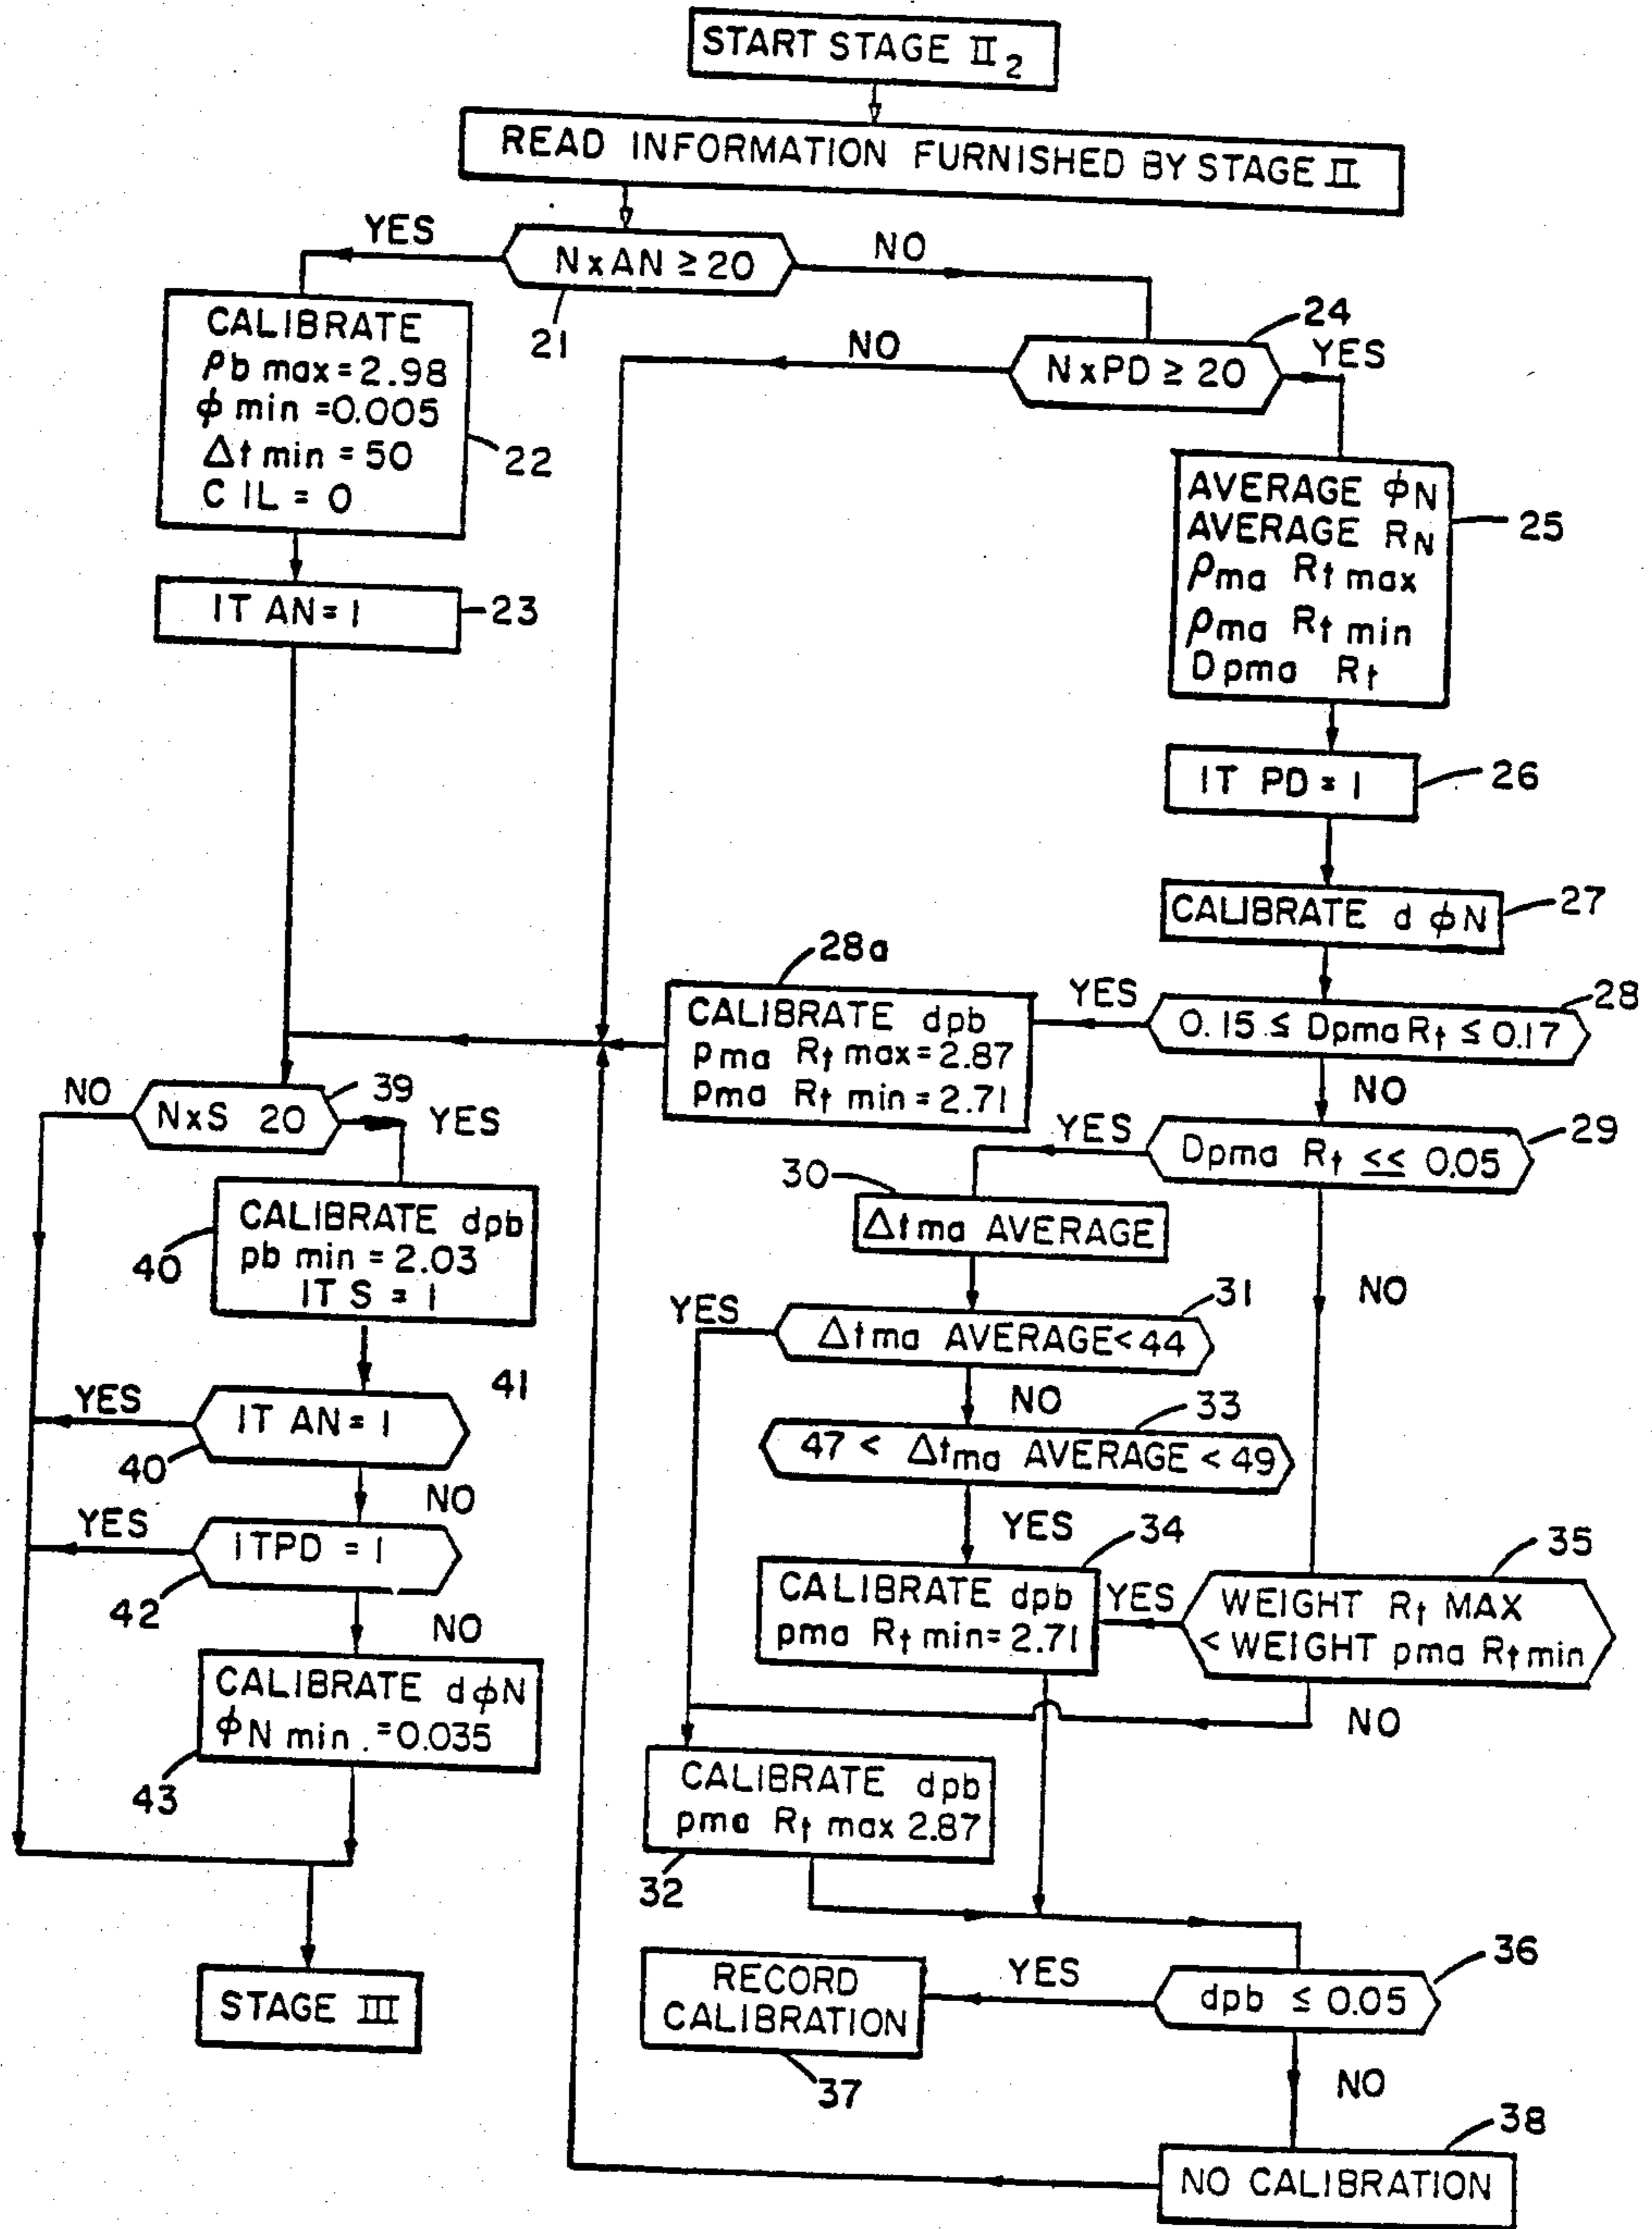 START STAGE II2
READ INFORMATION FURNISHED BY STAGE II
YES
N x AN ≥ 20
NO
21
CALIBRATE
ρb max = 2.98
ϕ min = 0.005
Δt min = 50
C IL = 0
22
NO
N x PD ≥ 20
24
YES
AVERAGE ϕN
AVERAGE RN
ρma Rt max
ρma Rt min
Dpma Rt
25
IT AN = 1
23
IT PD = 1
26
CALIBRATE d ϕN
27
28a
CALIBRATE dpb
pma Rt max = 2.87
pma Rt min = 2.71
YES
0.15 ≤ Dpma Rt ≤ 0.17
28
NO
NO
N x S 20
39
YES
YES
Dpma Rt << 0.05
29
30
Δtma AVERAGE
NO
40
CALIBRATE dpb
pb min = 2.03
IT S = 1
YES
Δtma AVERAGE < 44
31
NO
41
YES
IT AN = 1
40
NO
47 < Δtma AVERAGE < 49
33
YES
YES
ITPD = 1
42
NO
CALIBRATE dpb
pma Rt min = 2.71
34
YES
WEIGHT Rt MAX
< WEIGHT pma Rt min
35
NO
CALIBRATE dϕN
ϕN min. = 0.035
43
CALIBRATE dpb
pma Rt max 2.87
32
STAGE III
RECORD
CALIBRATION
37
YES
dpb ≤ 0.05
36
NO
NO CALIBRATION
38